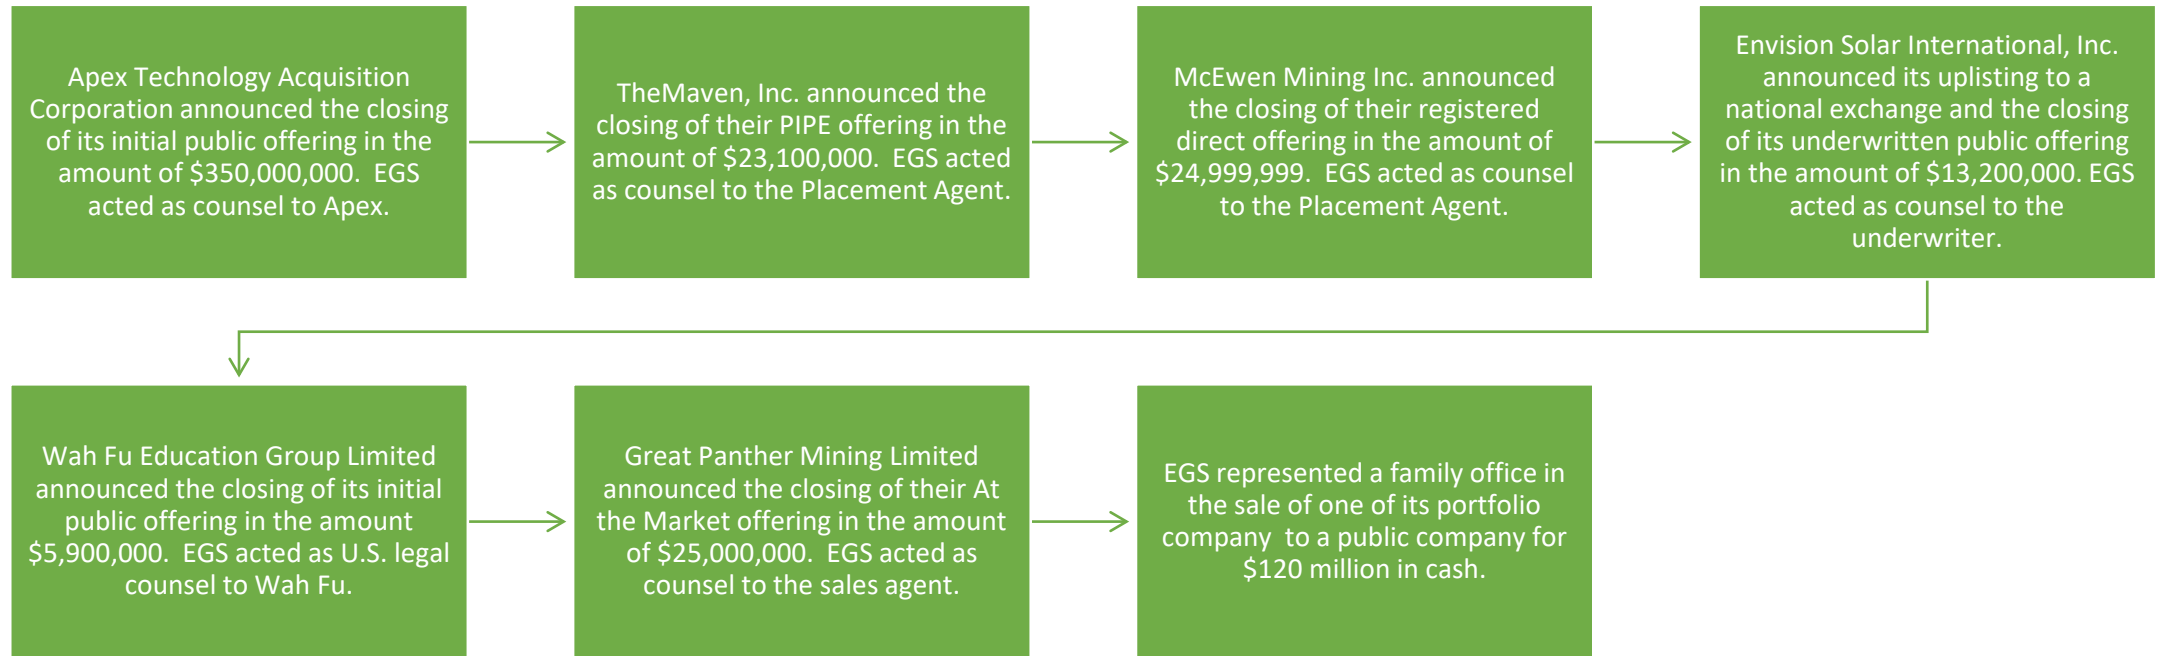 Apex Technology Acquisition
Corporation announced the closing
of its initial public offering in the
amount of $350,000,000.  EGS
acted as counsel to Apex.
TheMaven, Inc. announced the
closing of their PIPE offering in the
amount of $23,100,000.  EGS acted
as counsel to the Placement Agent.
McEwen Mining Inc. announced
the closing of their registered
direct offering in the amount of
$24,999,999.  EGS acted as counsel
to the Placement Agent.
Envision Solar International, Inc.
announced its uplisting to a
national exchange and the closing
of its underwritten public offering
in the amount of $13,200,000. EGS
acted as counsel to the
underwriter.
Wah Fu Education Group Limited
announced the closing of its initial
public offering in the amount
$5,900,000.  EGS acted as U.S. legal
counsel to Wah Fu.
Great Panther Mining Limited
announced the closing of their At
the Market offering in the amount
of $25,000,000.  EGS acted as
counsel to the sales agent.
EGS represented a family office in
the sale of one of its portfolio
company  to a public company for
$120 million in cash.